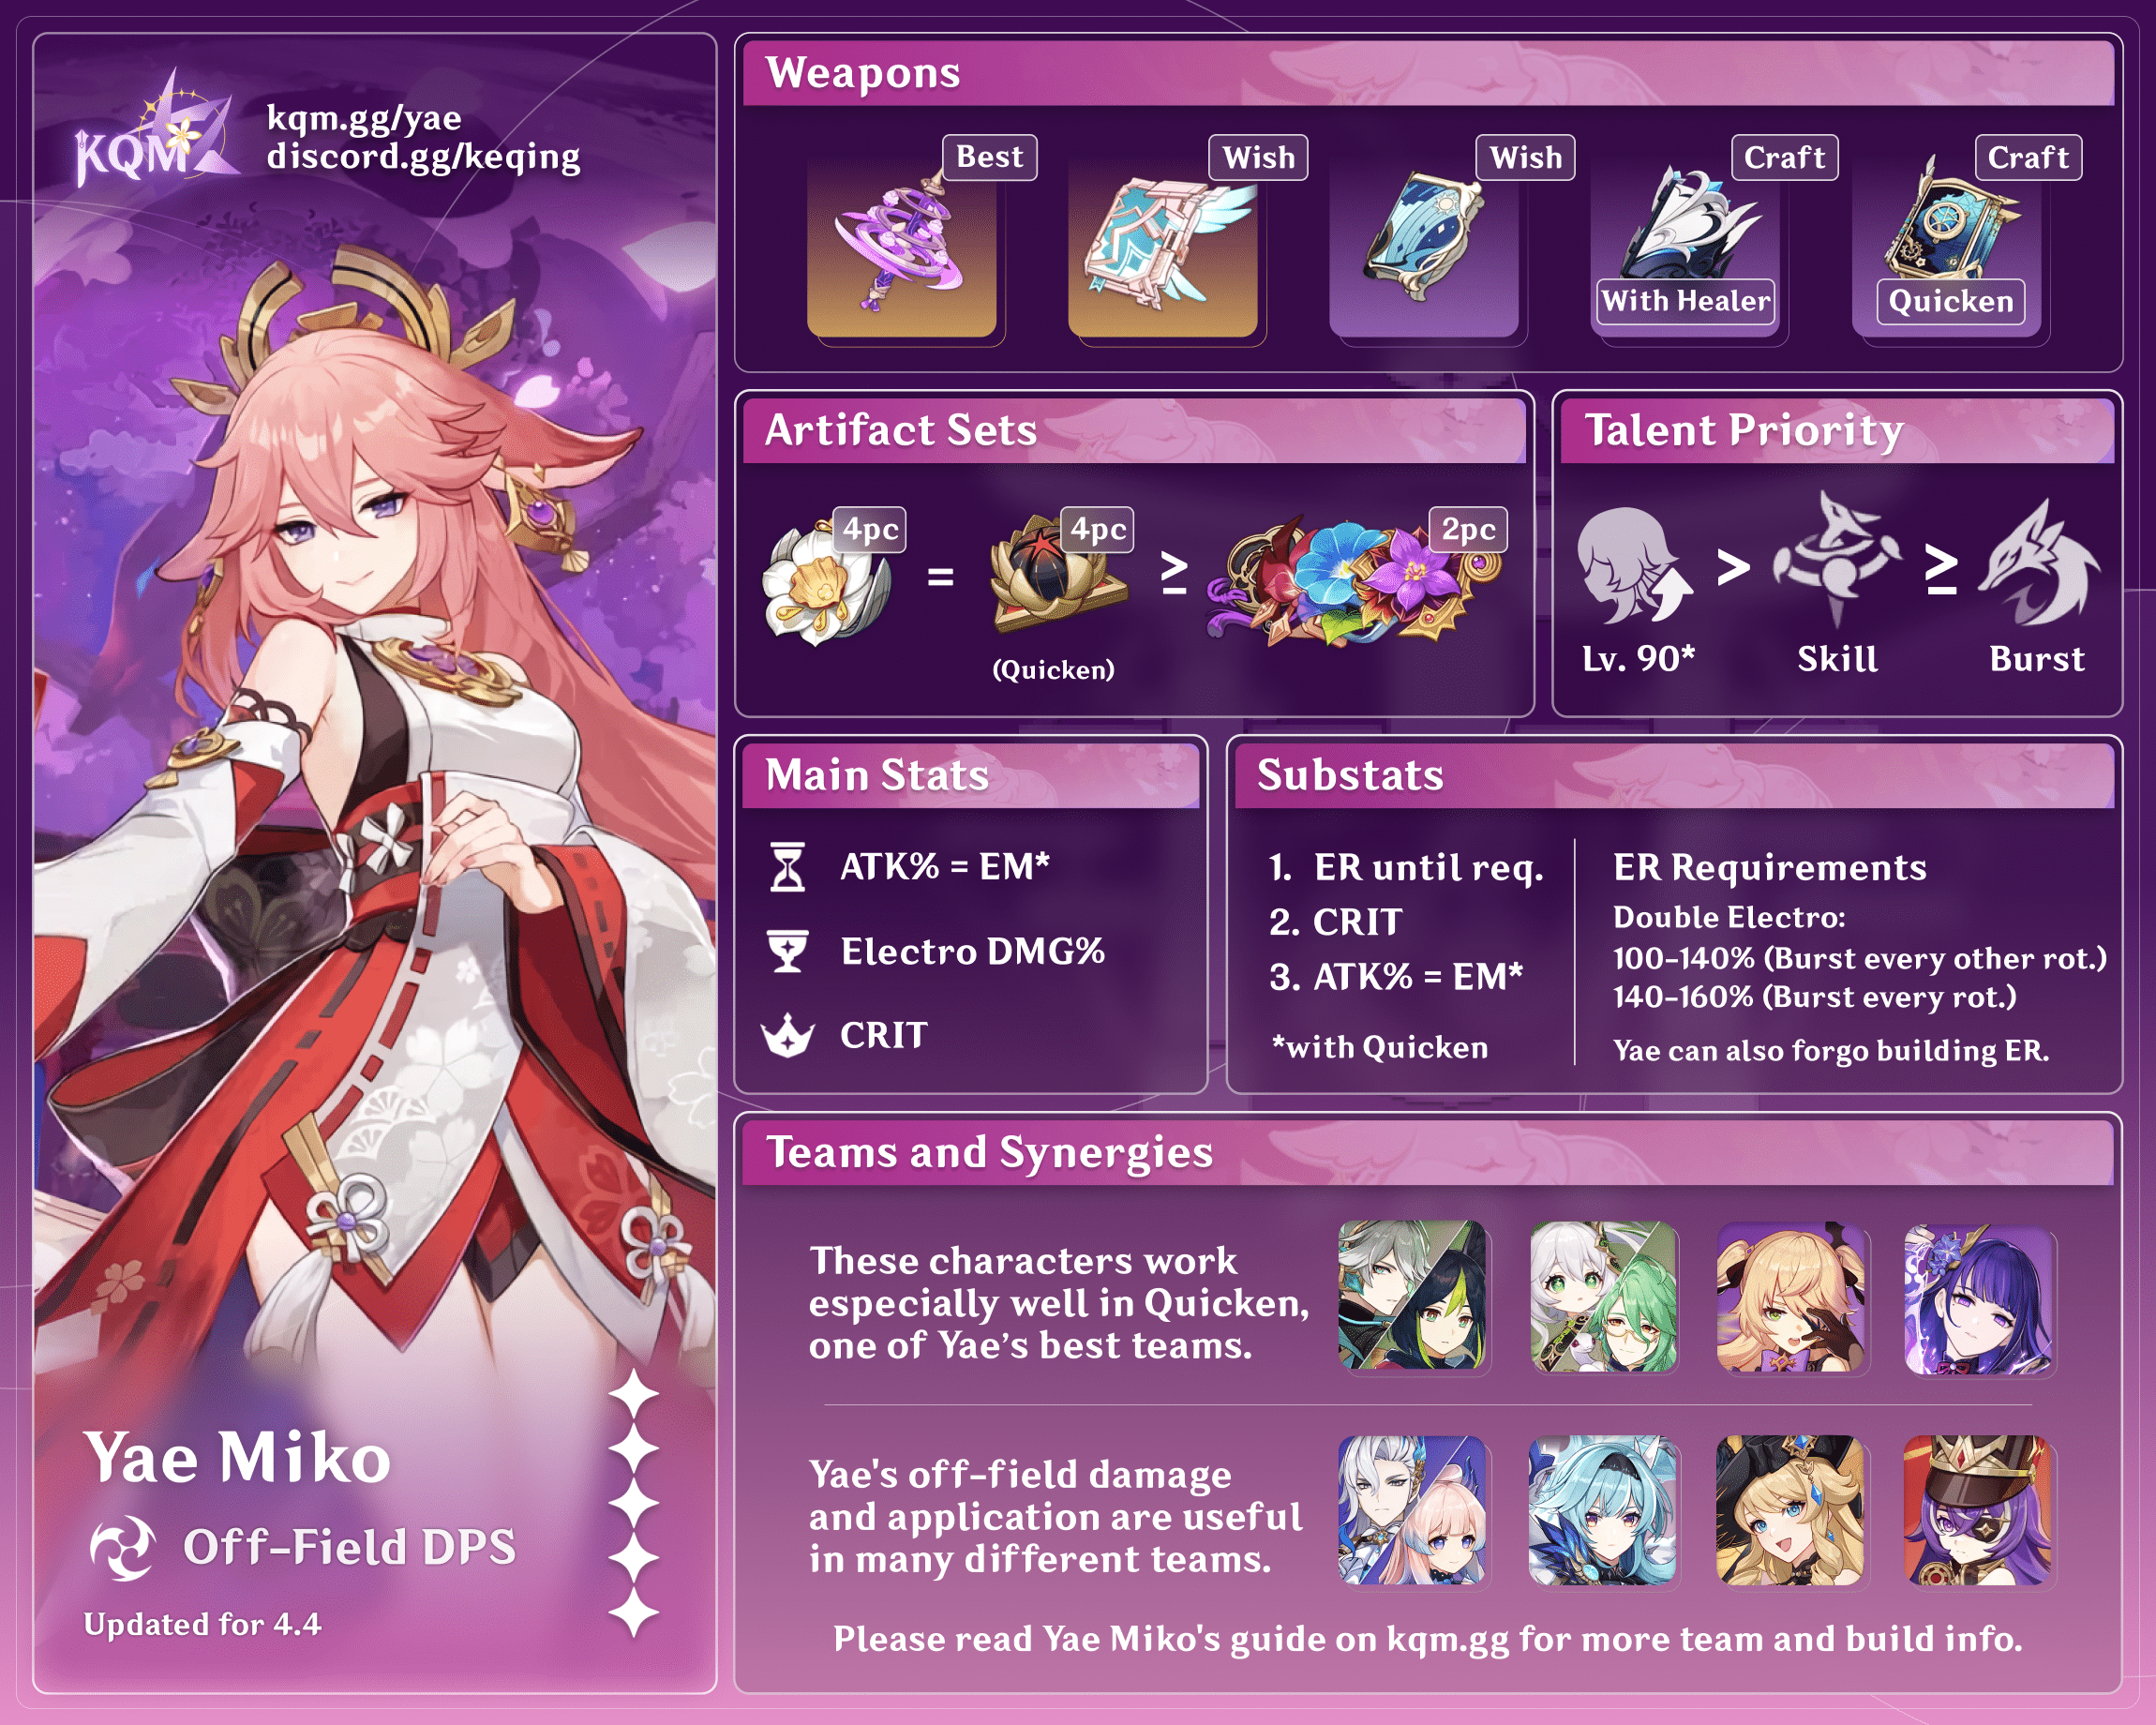 KQM
kqm.gg/yae
discord.gg/keqing
Yae Miko
Off-Field DPS
Updated for 4.4
Weapons
Best
Wish
Wish
Craft
With Healer
Craft
Quicken
Artifact Sets
4pc
=
4pc
(Quicken)
≥
2pc
Talent Priority
Lv. 90*
>
Skill
≥
Burst
Main Stats
ATK% = EM*
Electro DMG%
CRIT
Substats
1. ER until req.
2. CRIT
3. ATK% = EM*
*with Quicken
ER Requirements
Double Electro:
100-140% (Burst every other rot.)
140-160% (Burst every rot.)
Yae can also forgo building ER.
Teams and Synergies
These characters work
especially well in Quicken,
one of Yae's best teams.
Yae's off-field damage
and application are useful
in many different teams.
Please read Yae Miko's guide on kqm.gg for more team and build info.